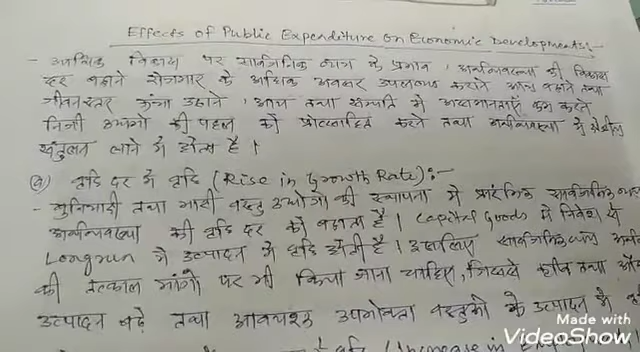 Effects of Public Expenditure on Economic Developments:-
- आर्थिक विकास पर सार्वजनिक व्यय के प्रभाव, अर्थव्यवस्था की विकास
दर बढ़ाने रोजगार के अधिक अवसर उपलब्ध कराने आय बढ़ाने तथा
जीवनस्तर ऊंचा उठाने, आय तथा सम्पत्ति में असमानताएं कम करने
निजी उद्योगो की पहल को प्रोत्साहित करने तथा अर्थव्यवस्था में क्षेत्रीय
संतुलन लाने में होता है।
(a) वृद्धि दर में वृद्धि (Rise in Growth Rate):-
- बुनियादी तथा भारी वस्तु उद्योगो की स्थापना में प्रारंभिक सार्वजनिक व्यय
अर्थव्यवस्था की वृद्धि दर को बढ़ाता है। Capital Goods में निवेश से
Longrun में उत्पादन में वृद्धि होती है। इसलिए सार्वजनिक व्यय
की तत्काल मांगो पर भी किया जाना चाहिए, जिससे कृषि तथा
उत्पादन बढ़े तथा आवश्यक उपभोक्ता वस्तुओ के उत्पादन में
(Increase in
Made with
VideoShow